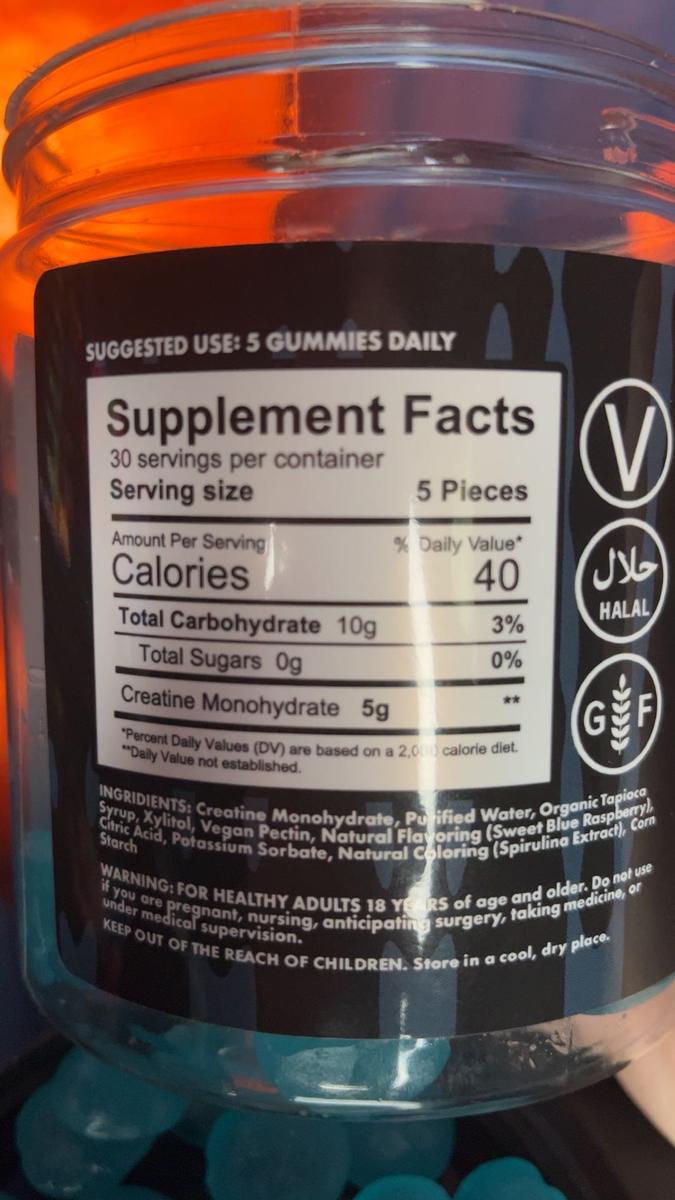 SUGGESTED USE: 5 GUMMIES DAILY
Supplement Facts
30 servings per container
Serving size 5 Pieces
Amount Per Serving % Daily Value*
Calories 40
Total Carbohydrate 10g 3%
Total Sugars 0g 0%
Creatine Monohydrate 5g **
*Percent Daily Values (DV) are based on a 2,000 calorie diet.
**Daily Value not established.
INGREDIENTS: Creatine Monohydrate, Purified Water, Organic Tapioca
Syrup, Xylitol, Vegan Pectin, Natural Flavoring (Sweet Blue Raspberry),
Citric Acid, Potassium Sorbate, Natural Coloring (Spirulina Extract), Corn
Starch
WARNING: FOR HEALTHY ADULTS 18 YEARS of age and older. Do not use
if you are pregnant, nursing, anticipating surgery, taking medicine, or
under medical supervision.
KEEP OUT OF THE REACH OF CHILDREN. Store in a cool, dry place.
V
حلال
HALAL
G F